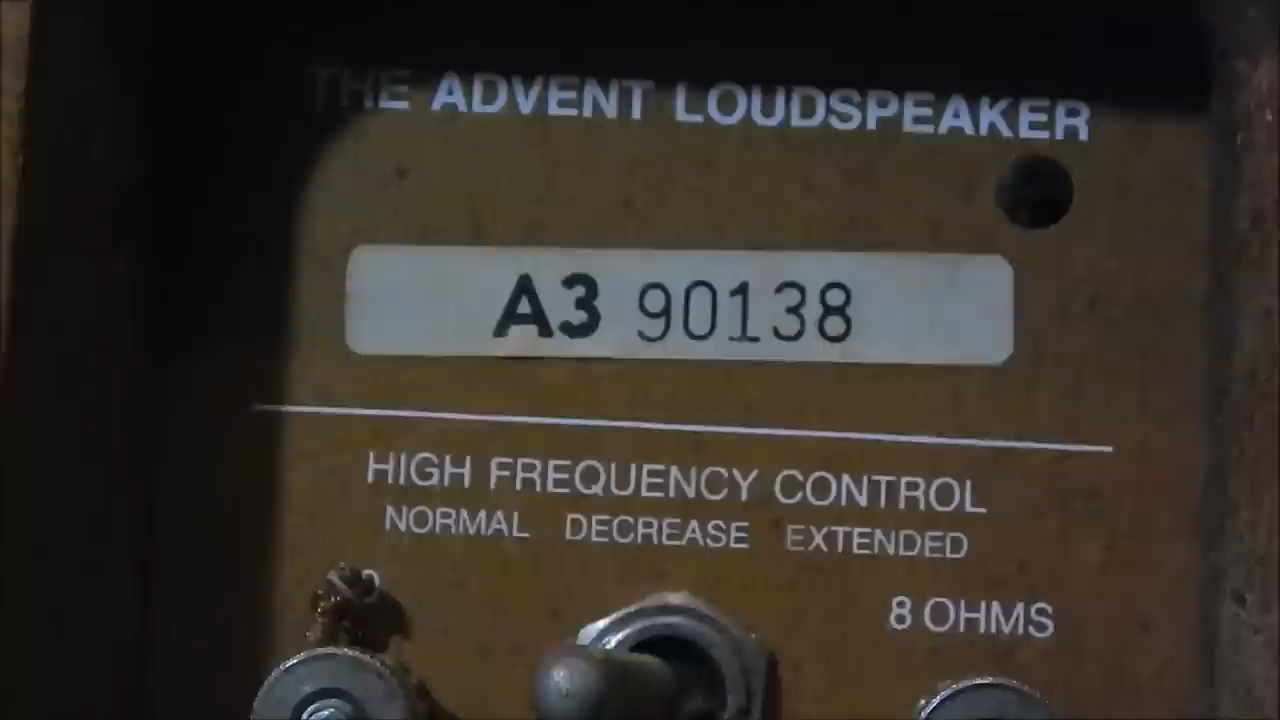 THE ADVENT LOUDSPEAKER
A3 90138
HIGH FREQUENCY CONTROL
NORMAL DECREASE EXTENDED
8 OHMS